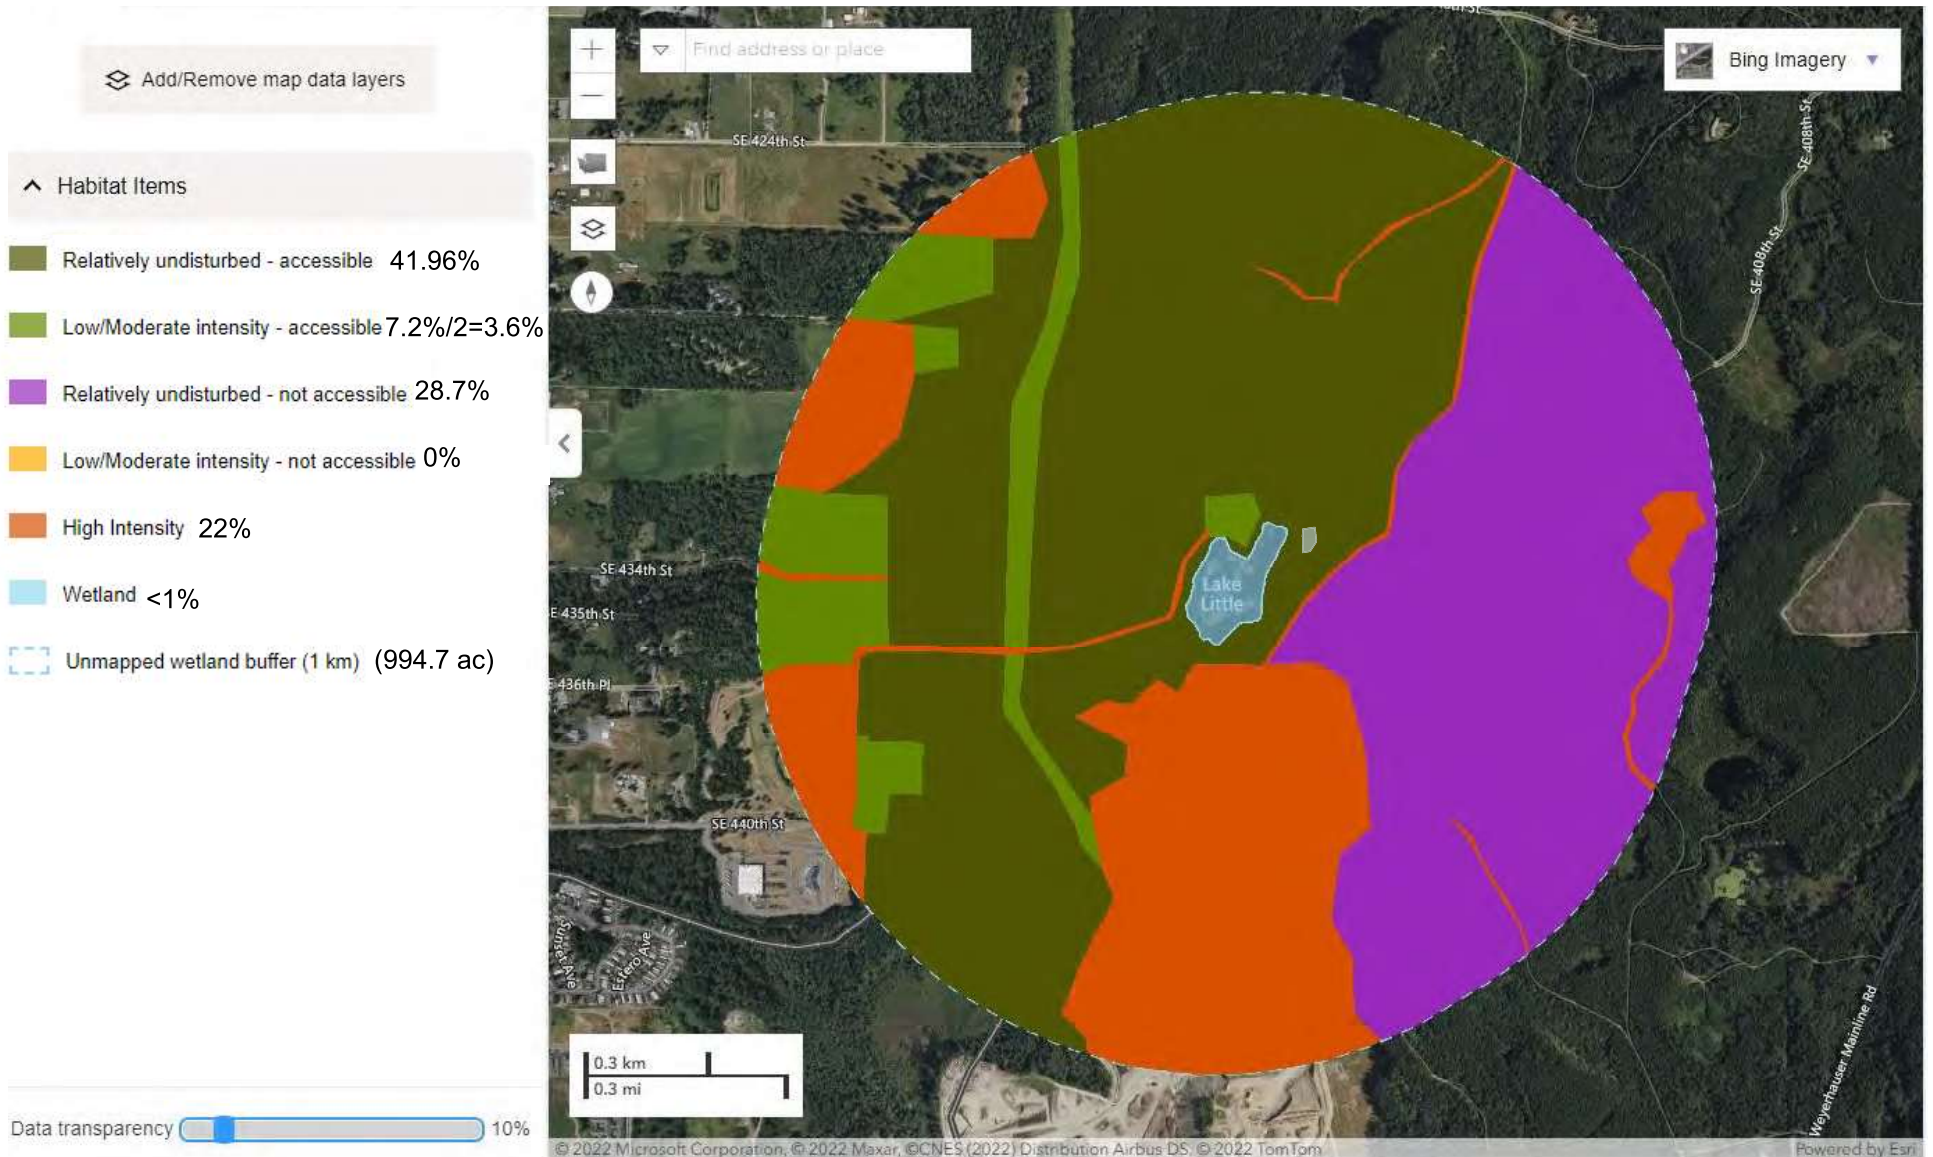 Add/Remove map data layers
Habitat Items
Relatively undisturbed - accessible 41.96%
Low/Moderate intensity - accessible 7.2%/2=3.6%
Relatively undisturbed - not accessible 28.7%
Low/Moderate intensity - not accessible 0%
High Intensity 22%
Wetland <1%
Unmapped wetland buffer (1 km) (994.7 ac)
Data transparency 10%
Find address or place
Bing Imagery
SE 424th St
SE 408th St
SE 408th St
SE 434th St
E 435th St
E 436th Pl
SE 440th St
Sunset Ave
Estero Ave
Lake
Little
Weyerhauser Mainline Rd
0.3 km
0.3 mi
© 2022 Microsoft Corporation, © 2022 Maxar, ©CNES (2022) Distribution Airbus DS, © 2022 TomTom
Powered by Esri